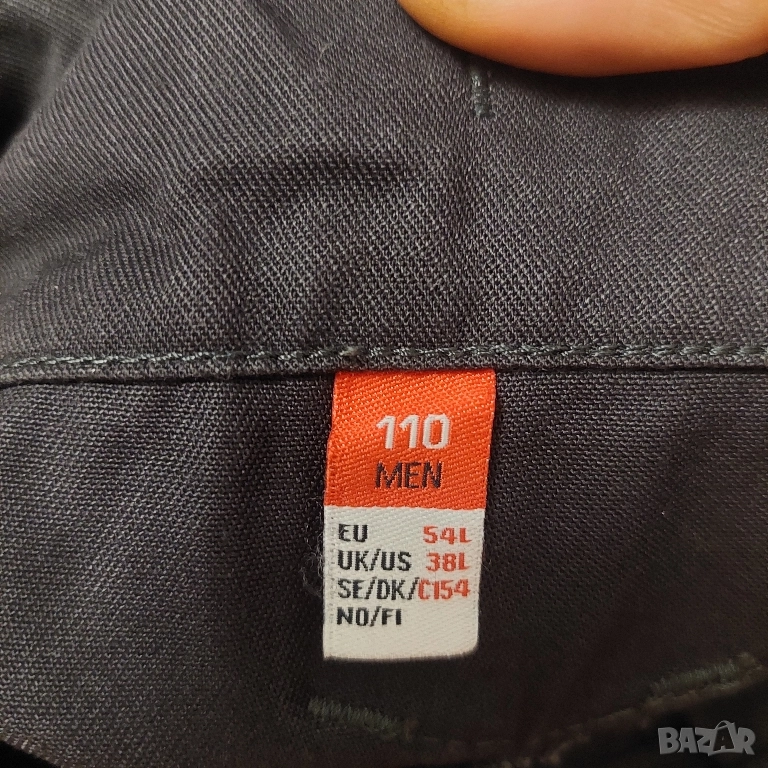 110
MEN
EU 54L
UK/US 38L
SE/DK/C154
NO/FI
BAZAR